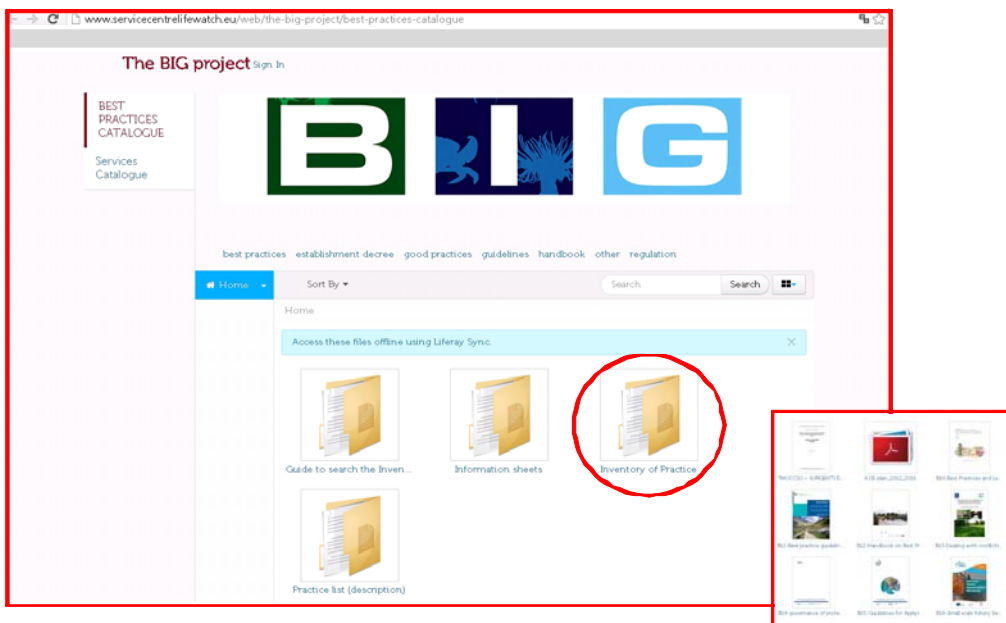 www.servicecentrelifewatch.eu/web/the-big-project/best-practices-catalogue
The BIG project Sign In
BEST
PRACTICES
CATALOGUE
Services
Catalogue
B I G
best practices establishment decree good practices guidelines handbook other regulation
Home Sort By Search Search
Home
Access these files offline using Liferay Sync.
Guide to search the Inven... Information sheets Inventory of Practice
Practice list (description)